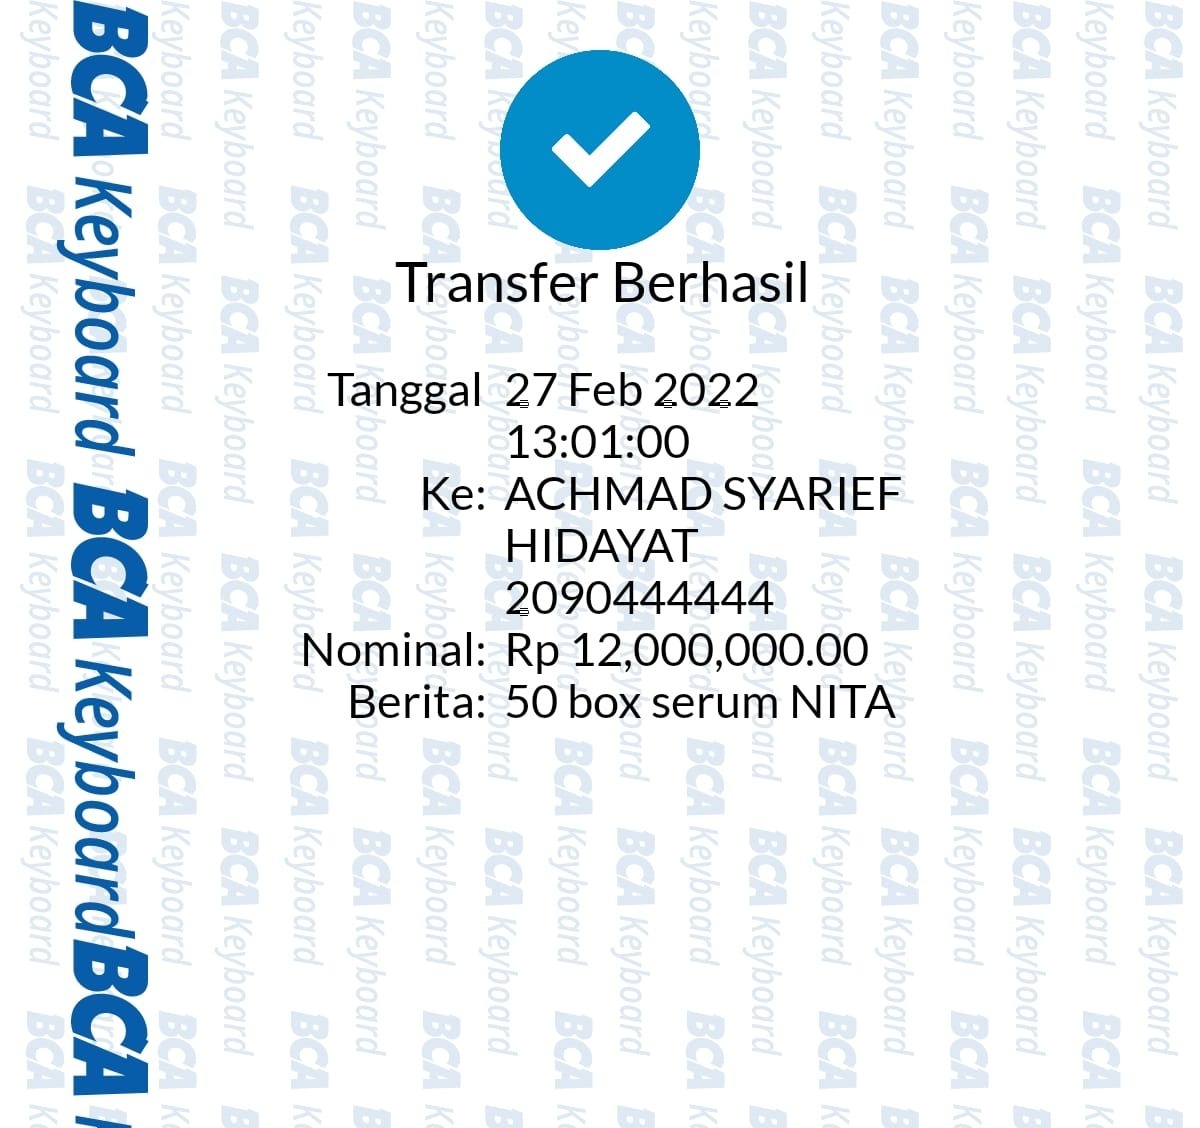 BCA Keyboard BCA Keyboard BCA
Transfer Berhasil
Tanggal 27 Feb 2022
13:01:00
Ke: ACHMAD SYARIEF
HIDAYAT
2090444444
Nominal: Rp 12,000,000.00
Berita: 50 box serum NITA